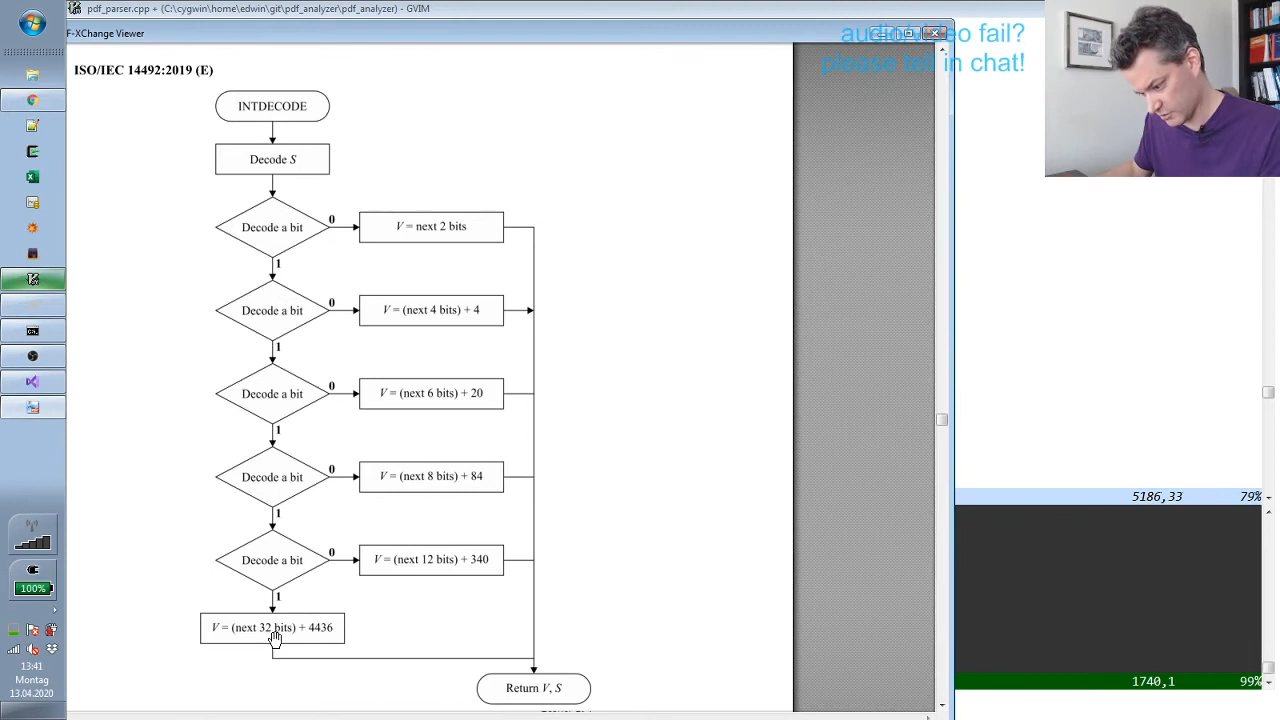 pdf_parser.cpp + (C:\cygwin\home\edwin\git\pdf_analyzer\pdf_analyzer) - GVIM
F-XChange Viewer
audio/video fail?
please tell in chat!
ISO/IEC 14492:2019 (E)
INTDECODE
Decode S
Decode a bit
0
V = next 2 bits
1
Decode a bit
0
V = (next 4 bits) + 4
1
Decode a bit
0
V = (next 6 bits) + 20
1
Decode a bit
0
V = (next 8 bits) + 84
1
Decode a bit
0
V = (next 12 bits) + 340
1
V = (next 32 bits) + 4436
Return V, S
5186,33 79%
1740,1 99%
100%
13:41
Montag
13.04.2020